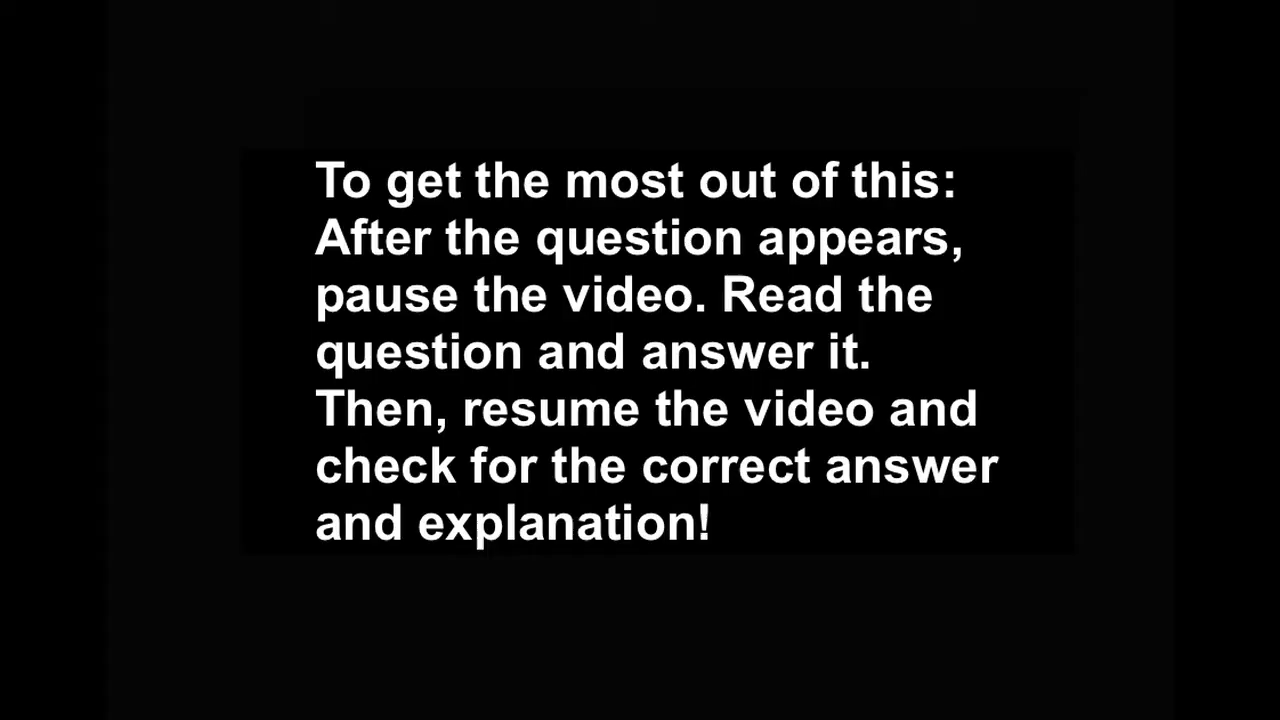 To get the most out of this:
After the question appears,
pause the video. Read the
question and answer it.
Then, resume the video and
check for the correct answer
and explanation!